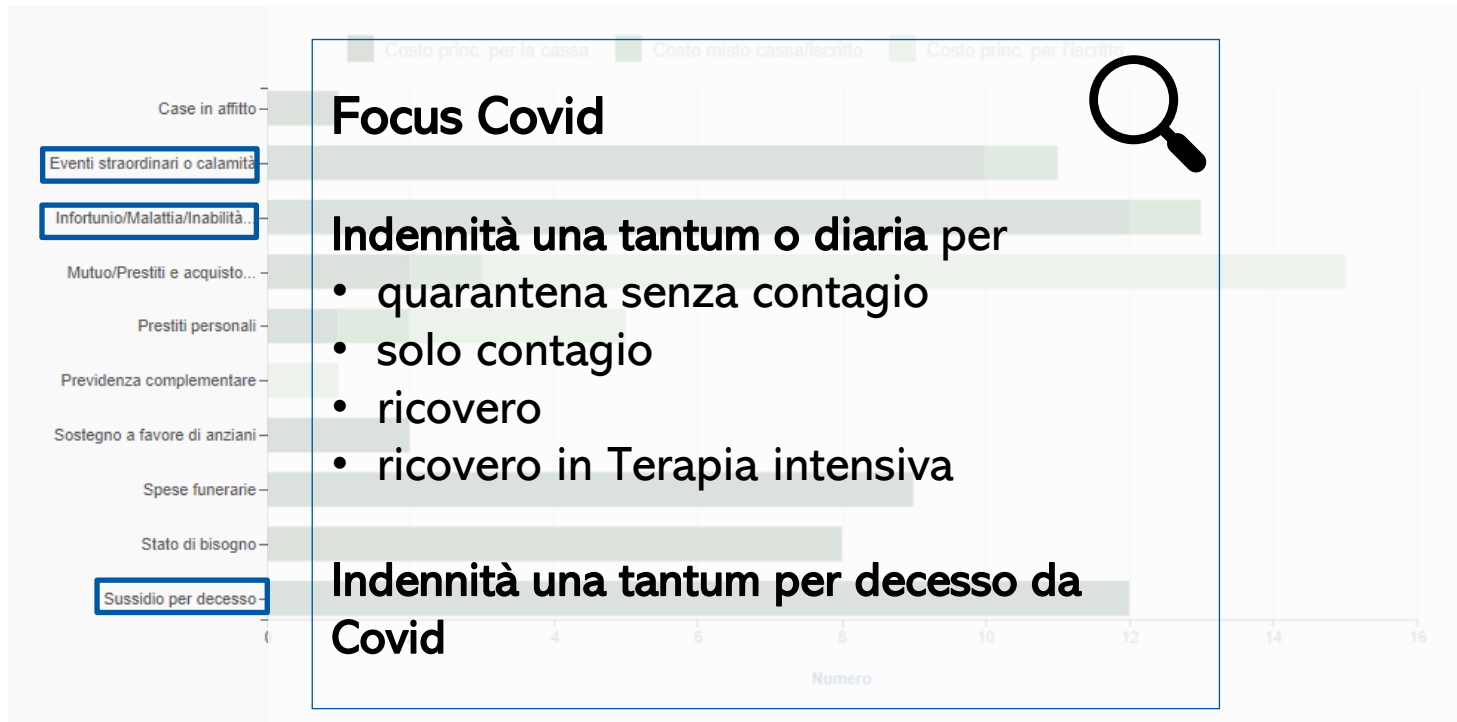 Costo princ. per la cassa Costo misto cassa/iscritto Costo princ. per l'iscritto
Case in affitto
Eventi straordinari o calamità
Infortunio/Malattia/Inabilità...
Mutuo/Prestiti e acquisto...
Prestiti personali
Previdenza complementare
Sostegno a favore di anziani
Spese funerarie
Stato di bisogno
Sussidio per decesso
Focus Covid
Indennità una tantum o diaria per
• quarantena senza contagio
• solo contagio
• ricovero
• ricovero in Terapia intensiva
Indennità una tantum per decesso da
Covid
0 4 6 8 10 12 14 16
Numero